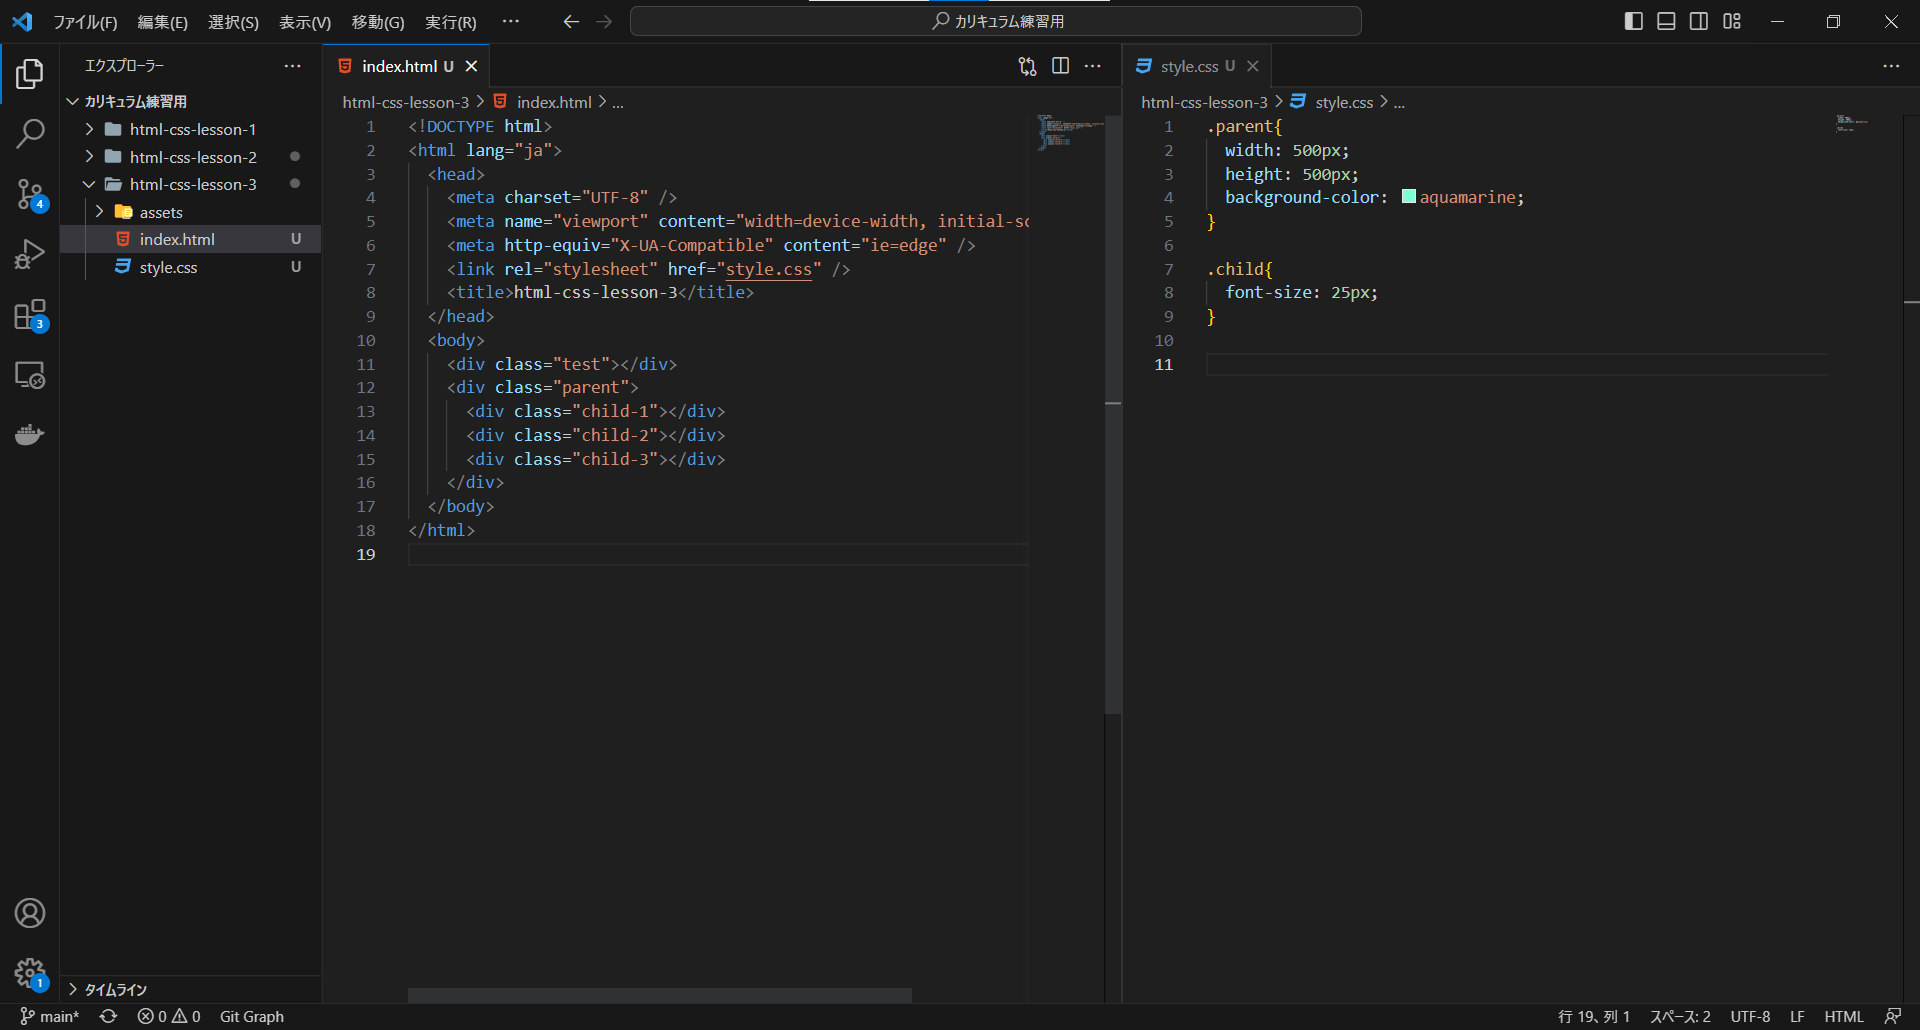 ファイル(F) 編集(E) 選択(S) 表示(V) 移動(G) 実行(R) ···
カリキュラム練習用
エクスプローラー ···
カリキュラム練習用
html-css-lesson-1
html-css-lesson-2
html-css-lesson-3
assets
index.html U
style.css U
タイムライン
4
3
1
index.html U
html-css-lesson-3 > index.html > ...
1 <!DOCTYPE html>
2 <html lang="ja">
3 <head>
4 <meta charset="UTF-8" />
5 <meta name="viewport" content="width=device-width, initial-sc
6 <meta http-equiv="X-UA-Compatible" content="ie=edge" />
7 <link rel="stylesheet" href="style.css" />
8 <title>html-css-lesson-3</title>
9 </head>
10 <body>
11 <div class="test"></div>
12 <div class="parent">
13 <div class="child-1"></div>
14 <div class="child-2"></div>
15 <div class="child-3"></div>
16 </div>
17 </body>
18 </html>
19
style.css U
html-css-lesson-3 > style.css > ...
1 .parent{
2 width: 500px;
3 height: 500px;
4 background-color: aquamarine;
5 }
6
7 .child{
8 font-size: 25px;
9 }
10
11
main* 0 0 Git Graph
行 19、列 1 スペース: 2 UTF-8 LF HTML